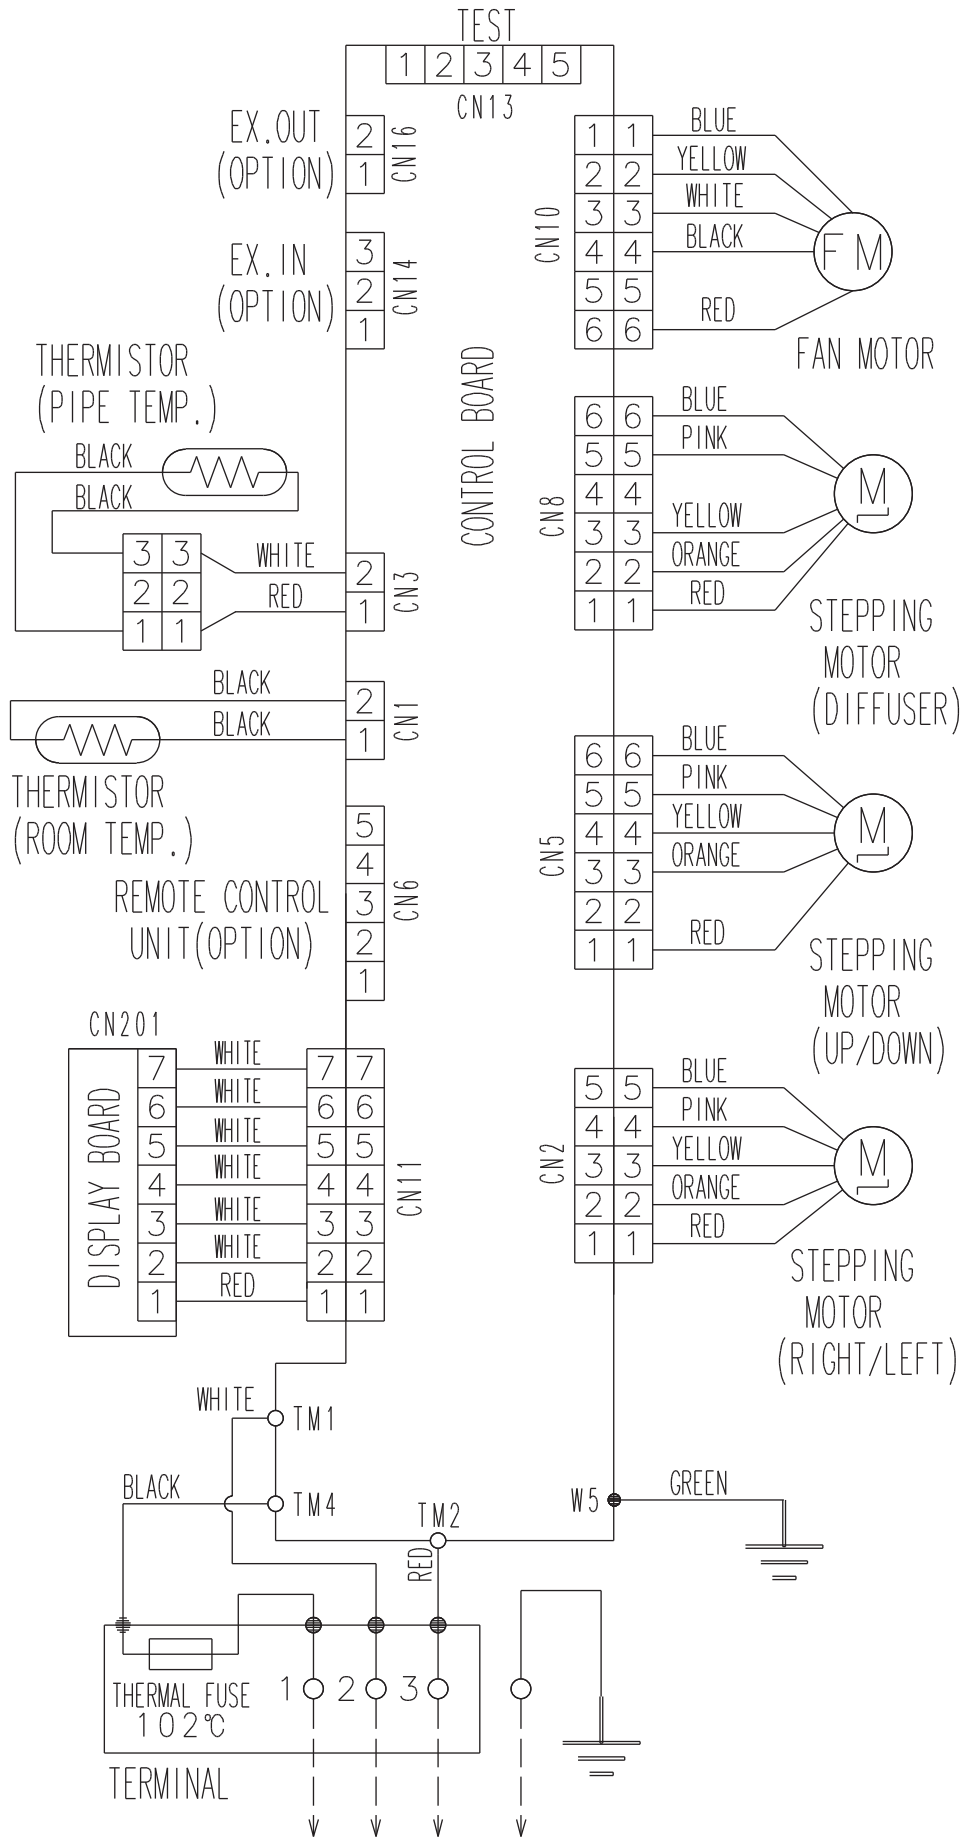 TEST
1 2 3 4 5
CN13
EX.OUT
(OPTION)
2
1
CN16
EX.IN
(OPTION)
3
2
1
CN14
THERMISTOR
(PIPE TEMP.)
BLACK
BLACK
3 3
2 2
1 1
WHITE
RED
2
1
CN3
BLACK
BLACK
2
1
CN1
THERMISTOR
(ROOM TEMP.)
REMOTE CONTROL
UNIT(OPTION)
5
4
3
2
1
CN6
CN201
DISPLAY BOARD
7 WHITE 7 7
6 WHITE 6 6
5 WHITE 5 5
4 WHITE 4 4
3 WHITE 3 3
2 WHITE 2 2
1 RED 1 1
CN11
CONTROL BOARD
CN10
1 1 BLUE
2 2 YELLOW
3 3 WHITE
4 4 BLACK
5 5
6 6 RED
FM
FAN MOTOR
CN8
6 6 BLUE
5 5 PINK
4 4
3 3 YELLOW
2 2 ORANGE
1 1 RED
M
STEPPING
MOTOR
(DIFFUSER)
CN5
6 6 BLUE
5 5 PINK
4 4 YELLOW
3 3 ORANGE
2 2
1 1 RED
M
STEPPING
MOTOR
(UP/DOWN)
CN2
5 5 BLUE
4 4 PINK
3 3 YELLOW
2 2 ORANGE
1 1 RED
M
STEPPING
MOTOR
(RIGHT/LEFT)
WHITE
TM1
BLACK
TM4
TM2
RED
W5
GREEN
THERMAL FUSE
102℃
1 2 3
TERMINAL